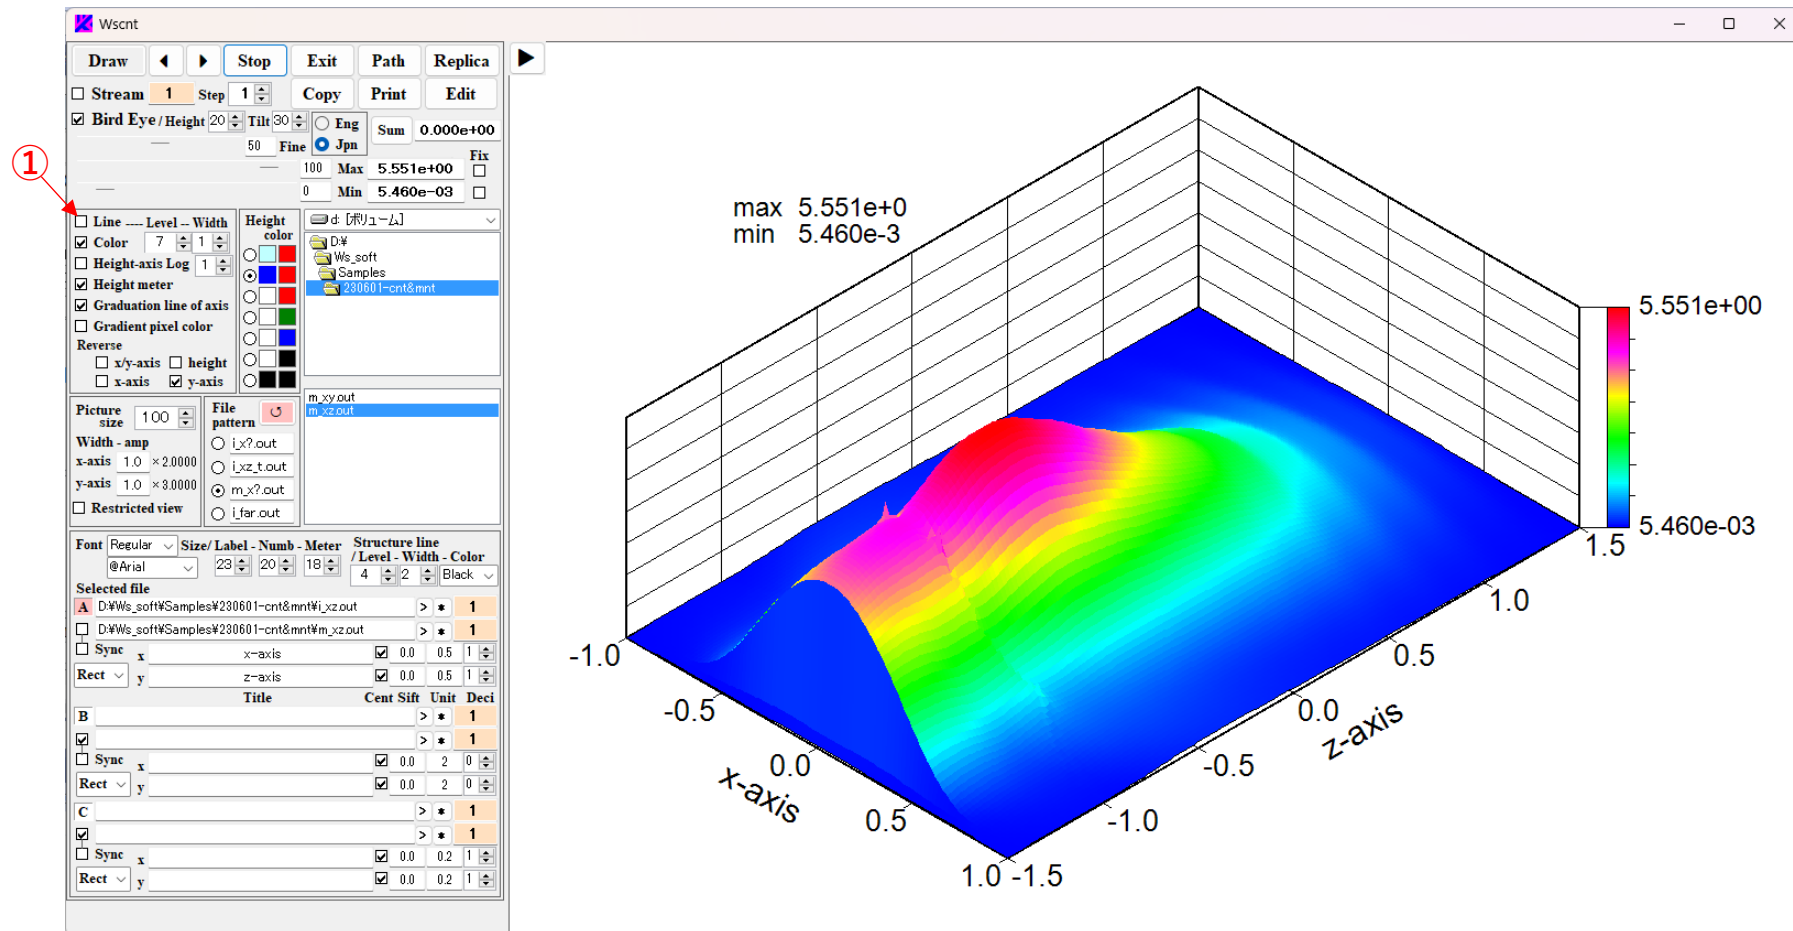 Wscnt
Draw Stop Exit Path Replica
Stream 1 Step 1 Copy Print Edit
Bird Eye / Height 20 Tilt 30 Eng Sum 0.000e+00
50 Fine Jpn
Fix
100 Max 5.551e+00
0 Min 5.460e-03
①
Line ---- Level -- Width
Color 7 1
Height-axis Log 1
Height meter
Graduation line of axis
Gradient pixel color
Reverse
x/y-axis height
x-axis y-axis
Height
color
d: [ボリューム]
D:¥
Ws_soft
Samples
230601-cnt&mnt
m_xy.out
m_xz.out
Picture
size 100
Width - amp
x-axis 1.0 ×2.0000
y-axis 1.0 ×3.0000
Restricted view
File
pattern ↺
i_x?.out
i_xz_t.out
m_x?.out
i_far.out
Font Regular Size/ Label - Numb - Meter Structure line
/ Level - Width - Color
@Arial 23 20 18 4 2 Black
Selected file
A D:¥Ws_soft¥Samples¥230601-cnt&mnt¥i_xz.out > * 1
D:¥Ws_soft¥Samples¥230601-cnt&mnt¥m_xz.out > * 1
Sync x x-axis 0.0 0.5 1
Rect y z-axis 0.0 0.5 1
Title Cent Sift Unit Deci
B > * 1
> * 1
Sync x 0.0 2 0
Rect y 0.0 2 0
C > * 1
> * 1
Sync x 0.0 0.2 1
Rect y 0.0 0.2 1
max 5.551e+0
min 5.460e-3
5.551e+00
5.460e-03
-1.0
-0.5
0.0
0.5
1.0
x-axis
-1.5
-1.0
-0.5
0.0
0.5
1.0
1.5
z-axis